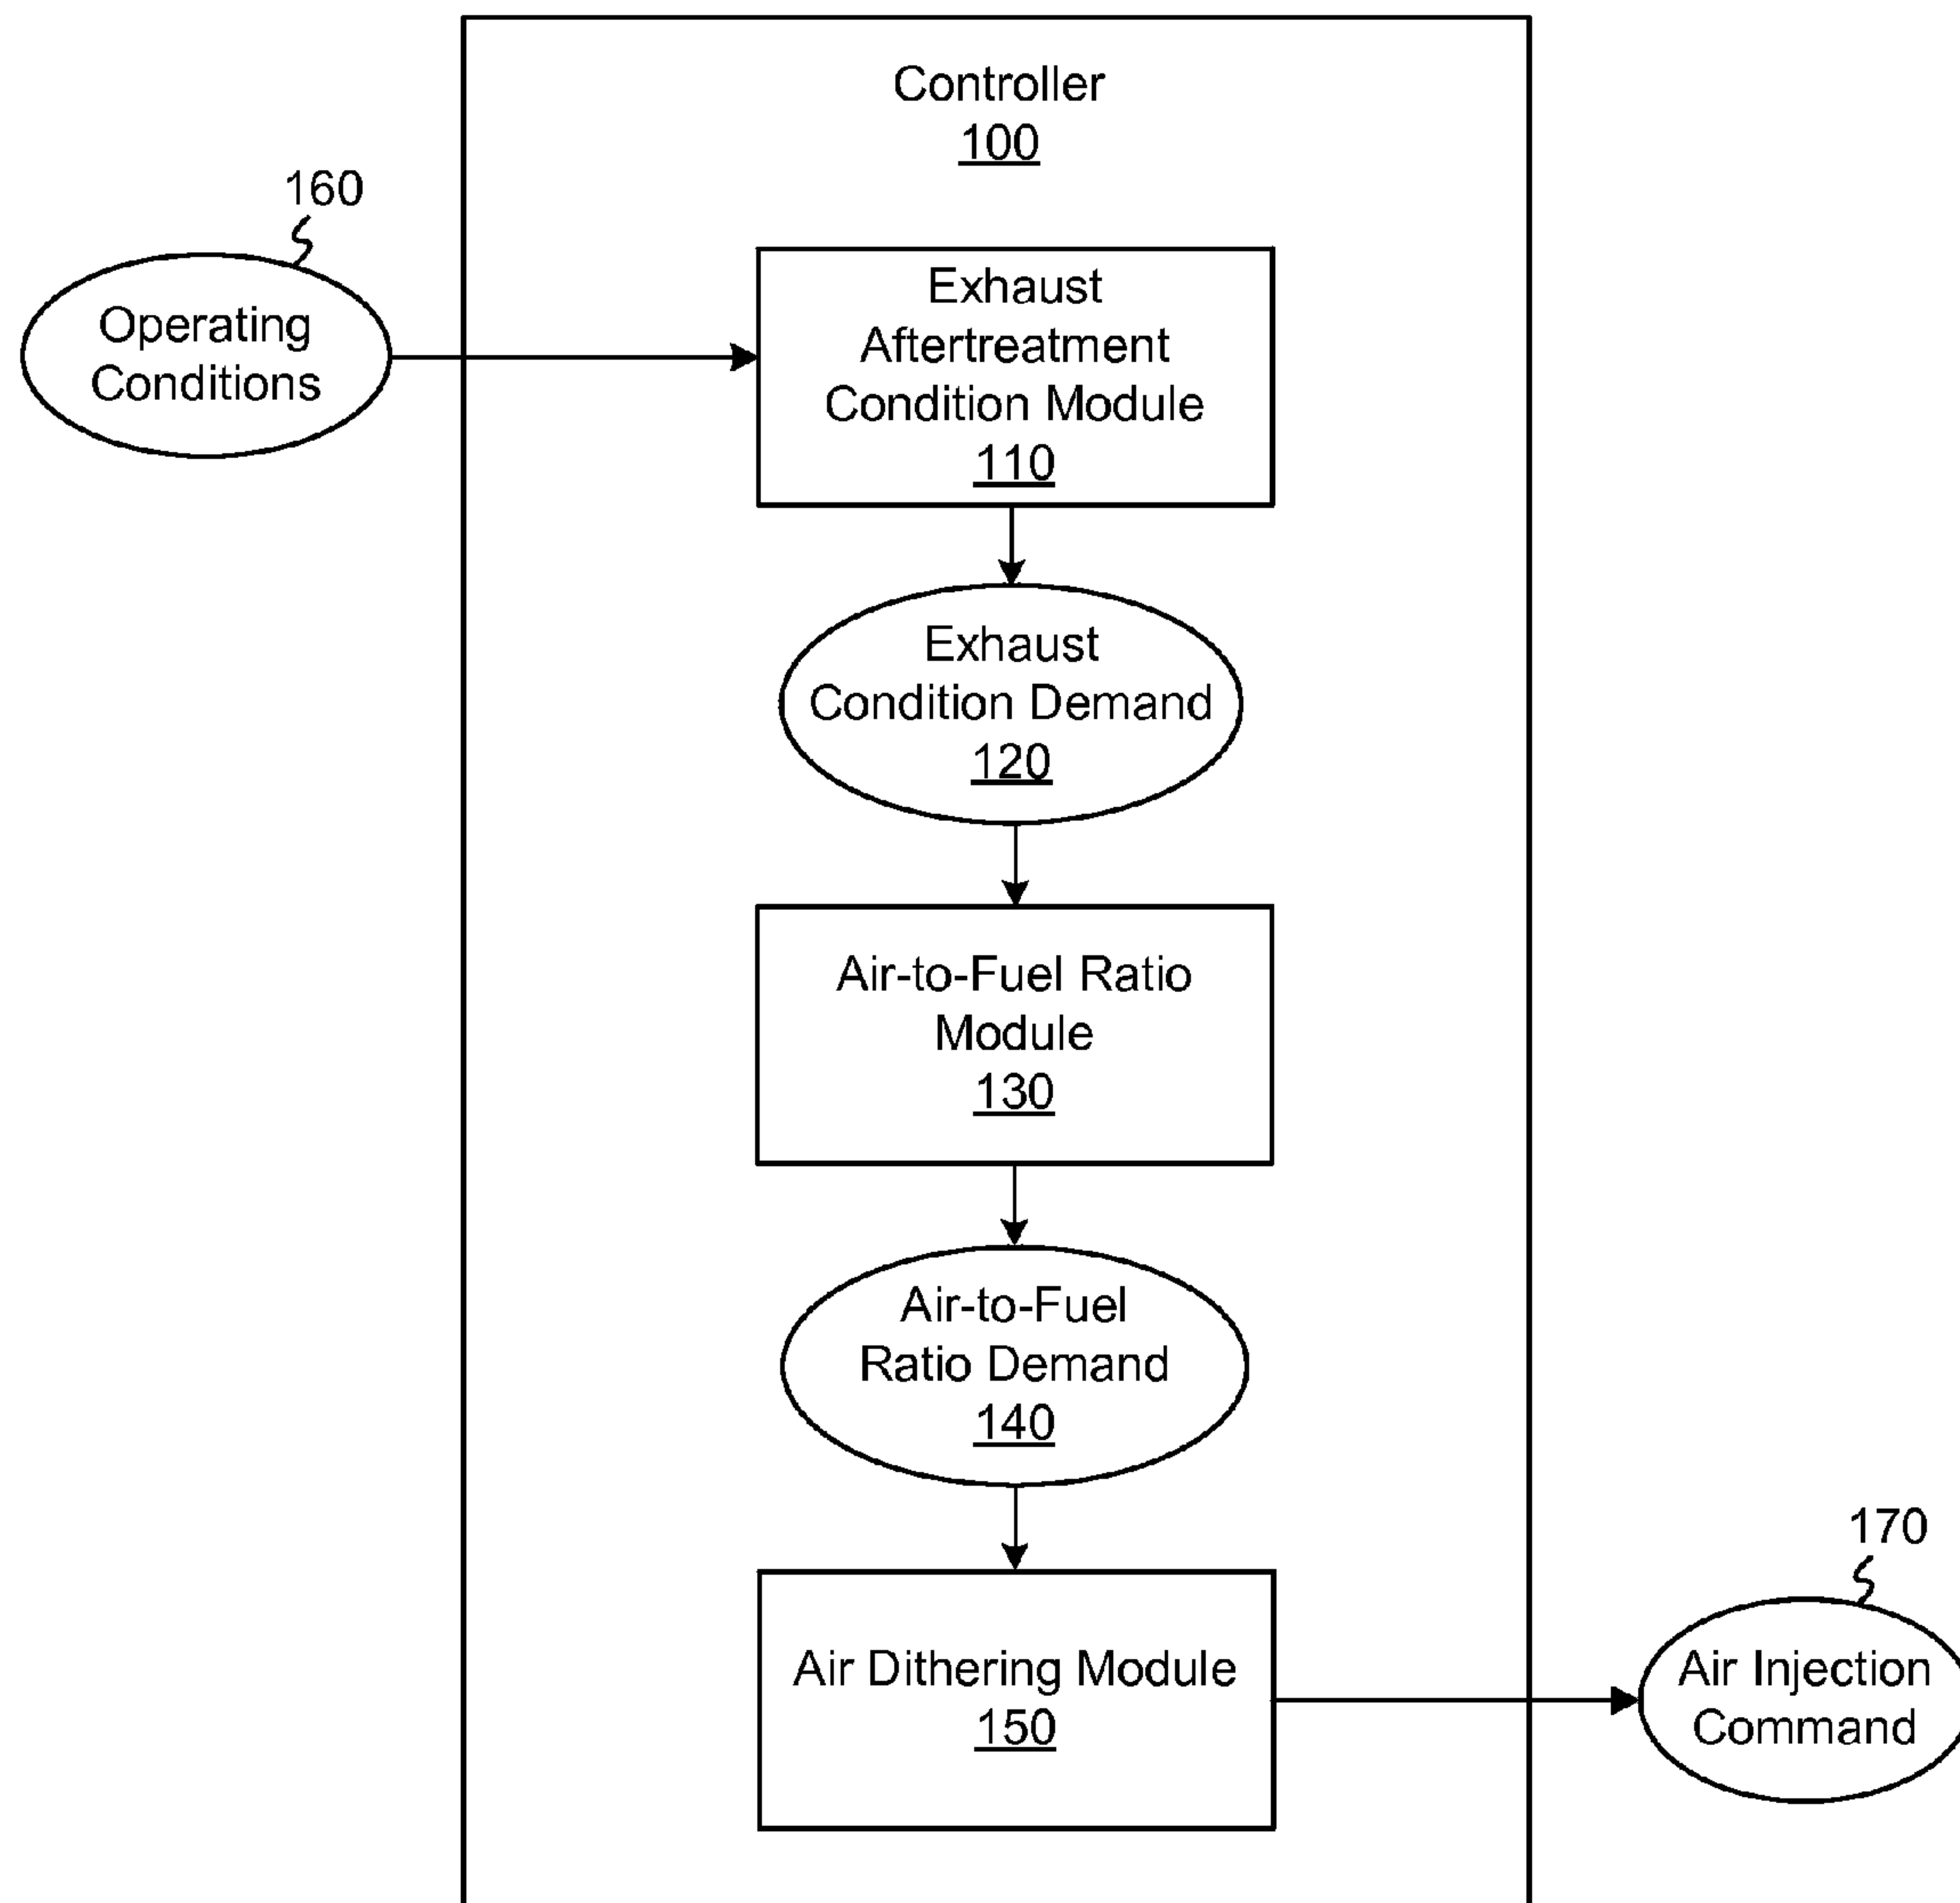 Controller
100
160
Operating
Conditions
Exhaust
Aftertreatment
Condition Module
110
Exhaust
Condition Demand
120
Air-to-Fuel Ratio
Module
130
Air-to-Fuel
Ratio Demand
140
Air Dithering Module
150
170
Air Injection
Command